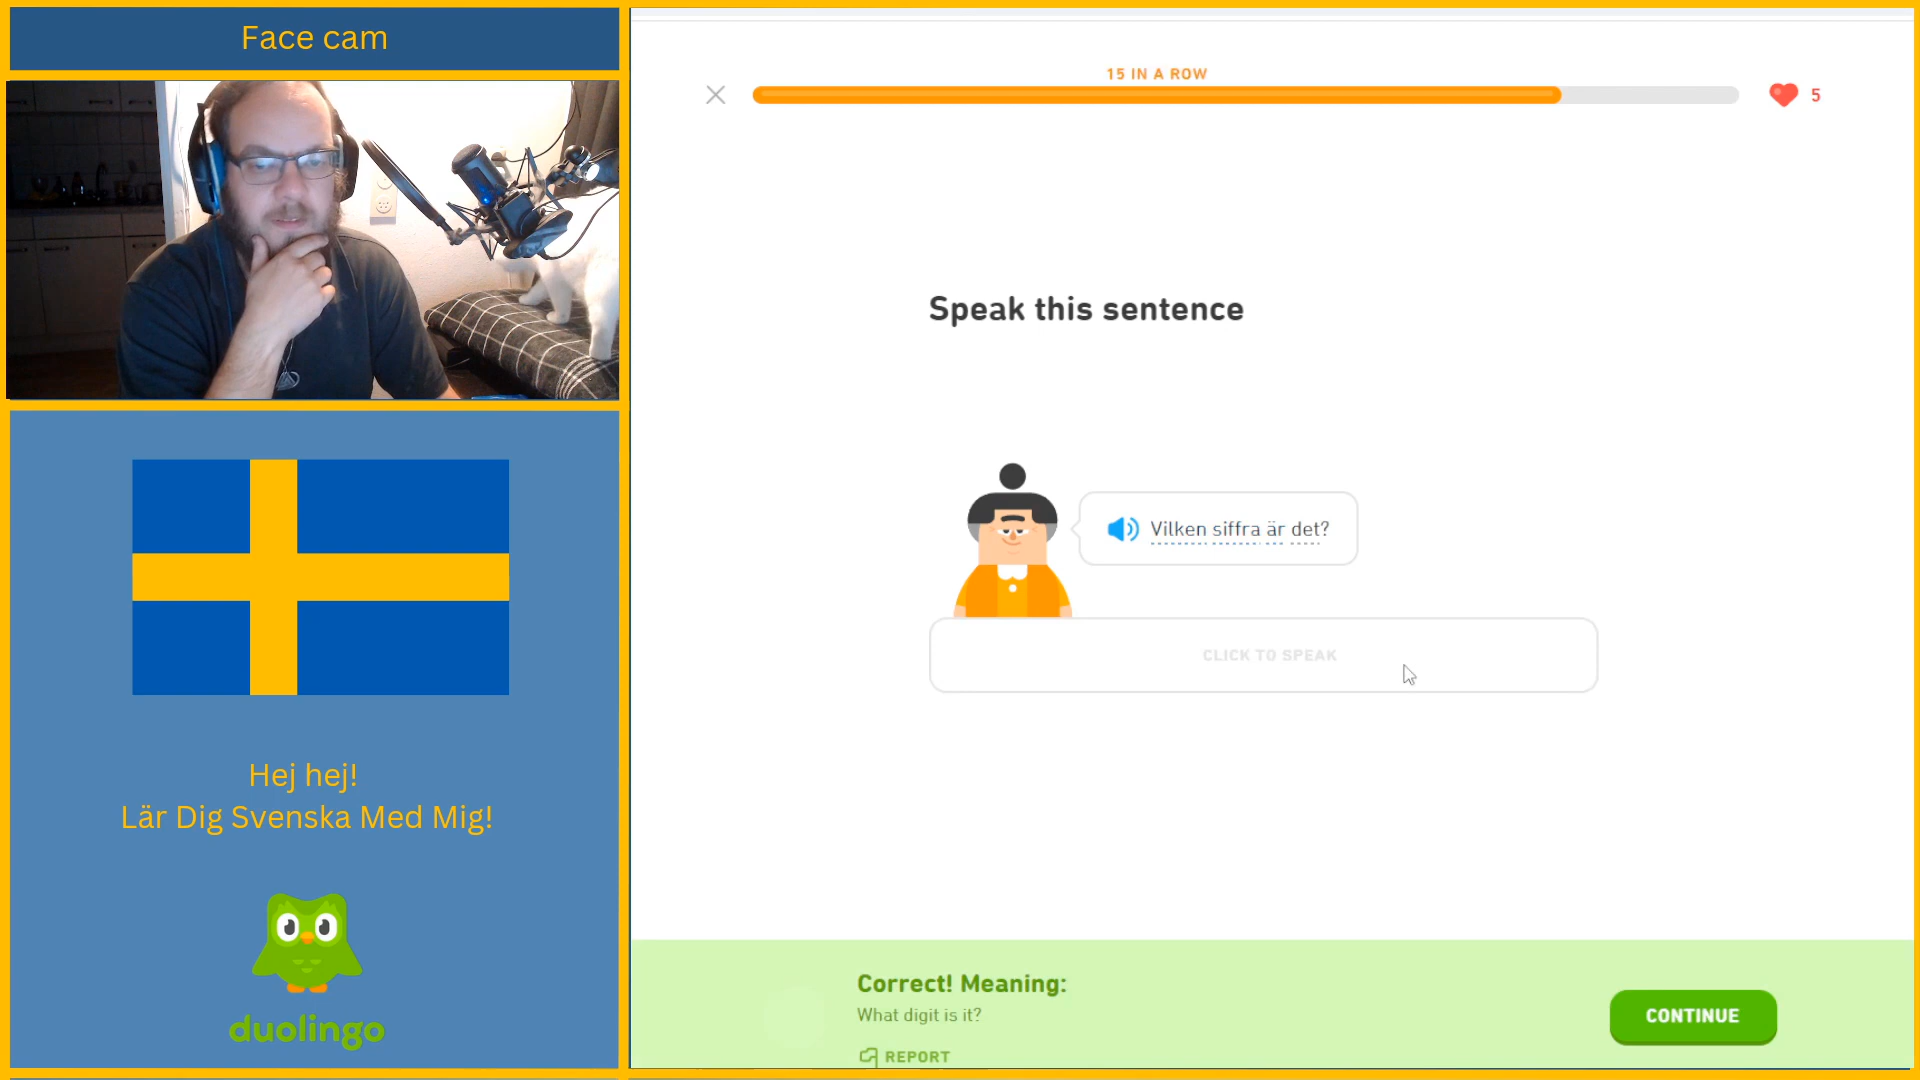 Face cam
Hej hej!
Lär Dig Svenska Med Mig!
duolingo
15 IN A ROW
5
Speak this sentence
Vilken siffra är det?
CLICK TO SPEAK
Correct! Meaning:
What digit is it?
REPORT
CONTINUE